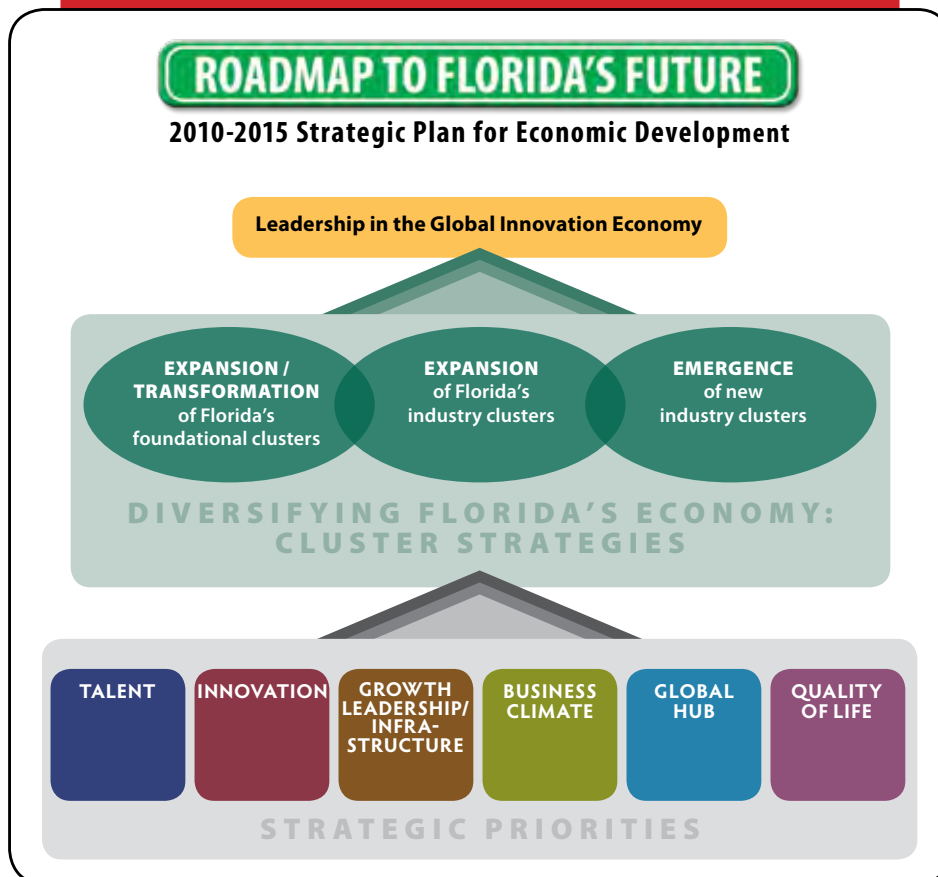 ROADMAP TO FLORIDA'S FUTURE
2010-2015 Strategic Plan for Economic Development
Leadership in the Global Innovation Economy
EXPANSION /
TRANSFORMATION
of Florida's
foundational clusters
EXPANSION
of Florida's
industry clusters
EMERGENCE
of new
industry clusters
DIVERSIFYING FLORIDA'S ECONOMY:
CLUSTER STRATEGIES
TALENT
INNOVATION
GROWTH
LEADERSHIP/
INFRA-
STRUCTURE
BUSINESS
CLIMATE
GLOBAL
HUB
QUALITY
OF LIFE
STRATEGIC PRIORITIES